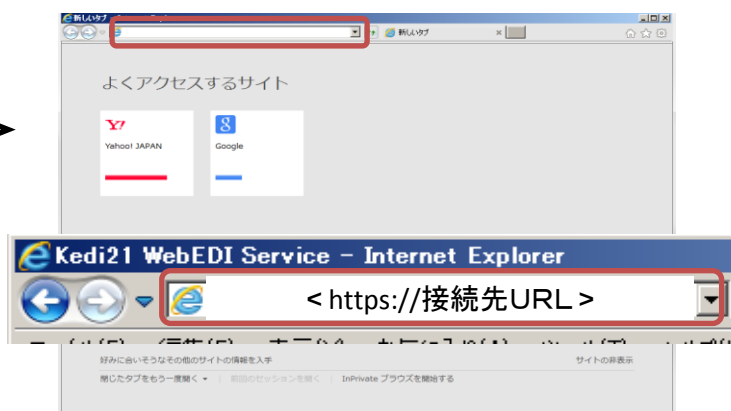 新しいタブ
新しいタブ
よくアクセスするサイト
Yahoo! JAPAN
Google
Kedi21 WebEDI Service - Internet Explorer
<https://接続先URL>
好みに合いそうなその他のサイトの情報を入手
サイトの非表示
閉じたタブをもう一度開く
前回のセッションを開く
InPrivate ブラウズを開始する